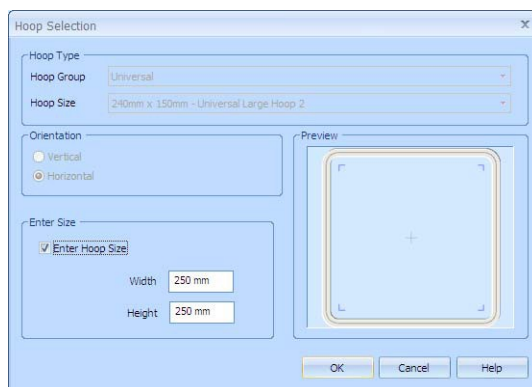 Hoop Selection
Hoop Type
Hoop Group
Universal
Hoop Size
240mm x 150mm - Universal Large Hoop 2
Orientation
Vertical
Horizontal
Preview
Enter Size
Enter Hoop Size
Width
250 mm
Height
250 mm
OK
Cancel
Help